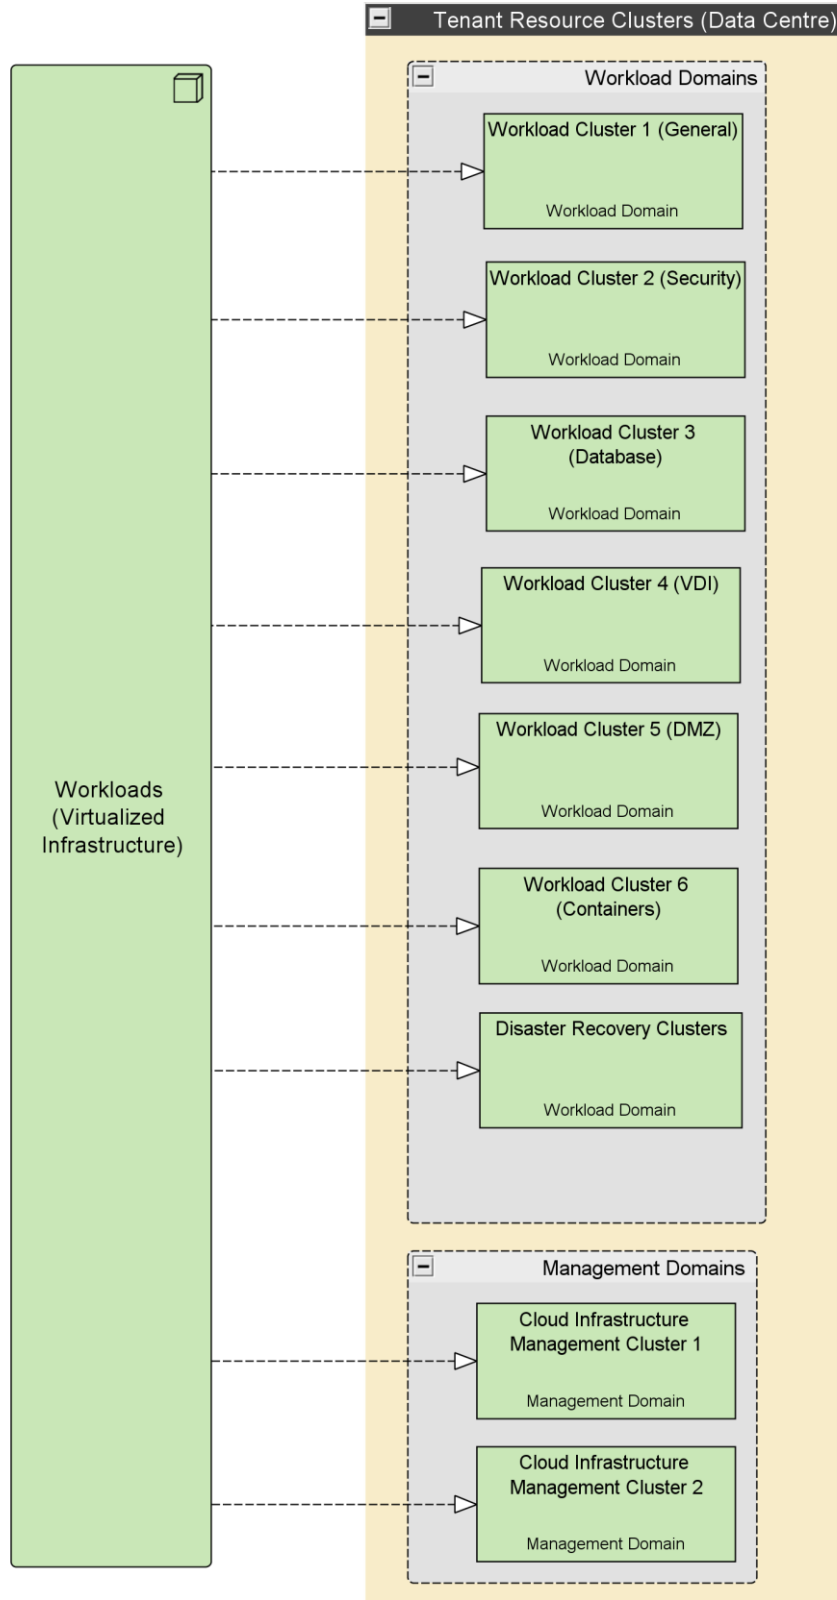 Tenant Resource Clusters (Data Centre)
Workload Domains
Workload Cluster 1 (General)
Workload Domain
Workload Cluster 2 (Security)
Workload Domain
Workload Cluster 3
(Database)
Workload Domain
Workload Cluster 4 (VDI)
Workload Domain
Workload Cluster 5 (DMZ)
Workload Domain
Workloads
(Virtualized
Infrastructure)
Workload Cluster 6
(Containers)
Workload Domain
Disaster Recovery Clusters
Workload Domain
Management Domains
Cloud Infrastructure
Management Cluster 1
Management Domain
Cloud Infrastructure
Management Cluster 2
Management Domain